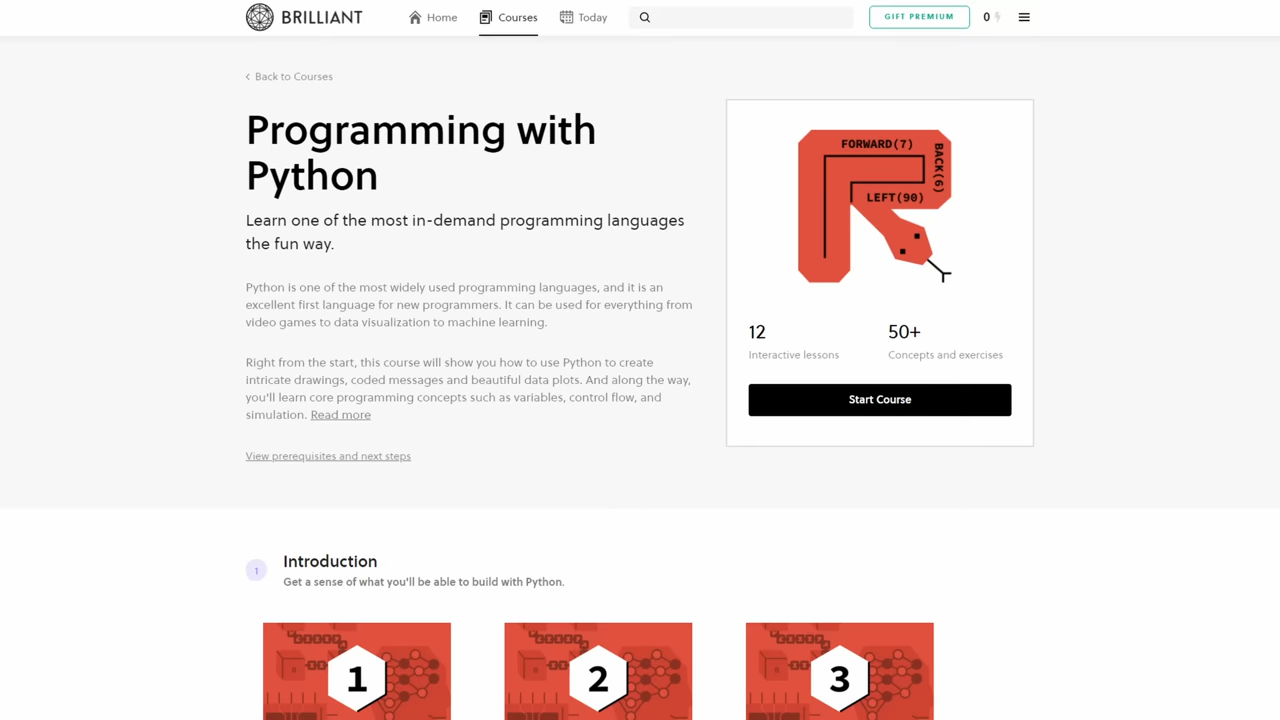 BRILLIANT
Home
Courses
Today
GIFT PREMIUM
0
Back to Courses
Programming with
Python
Learn one of the most in-demand programming languages
the fun way.
Python is one of the most widely used programming languages, and it is an
excellent first language for new programmers. It can be used for everything from
video games to data visualization to machine learning.
Right from the start, this course will show you how to use Python to create
intricate drawings, coded messages and beautiful data plots. And along the way,
you'll learn core programming concepts such as variables, control flow, and
simulation. Read more
View prerequisites and next steps
FORWARD(7)
BACK(6)
LEFT(90)
12
Interactive lessons
50+
Concepts and exercises
Start Course
1
Introduction
Get a sense of what you'll be able to build with Python.
1
2
3